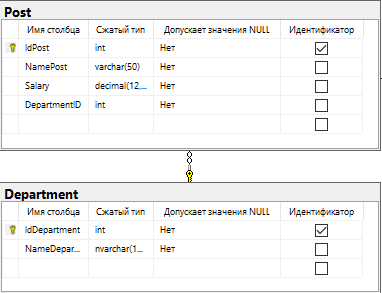 Post
Имя столбца Сжатый тип Допускает значения NULL Идентификатор
IdPost int Нет
NamePost varchar(50) Нет
Salary decimal(12,... Нет
DepartmentID int Нет
Department
Имя столбца Сжатый тип Допускает значения NULL Идентификатор
IdDepartment int Нет
NameDepar... nvarchar(1... Нет